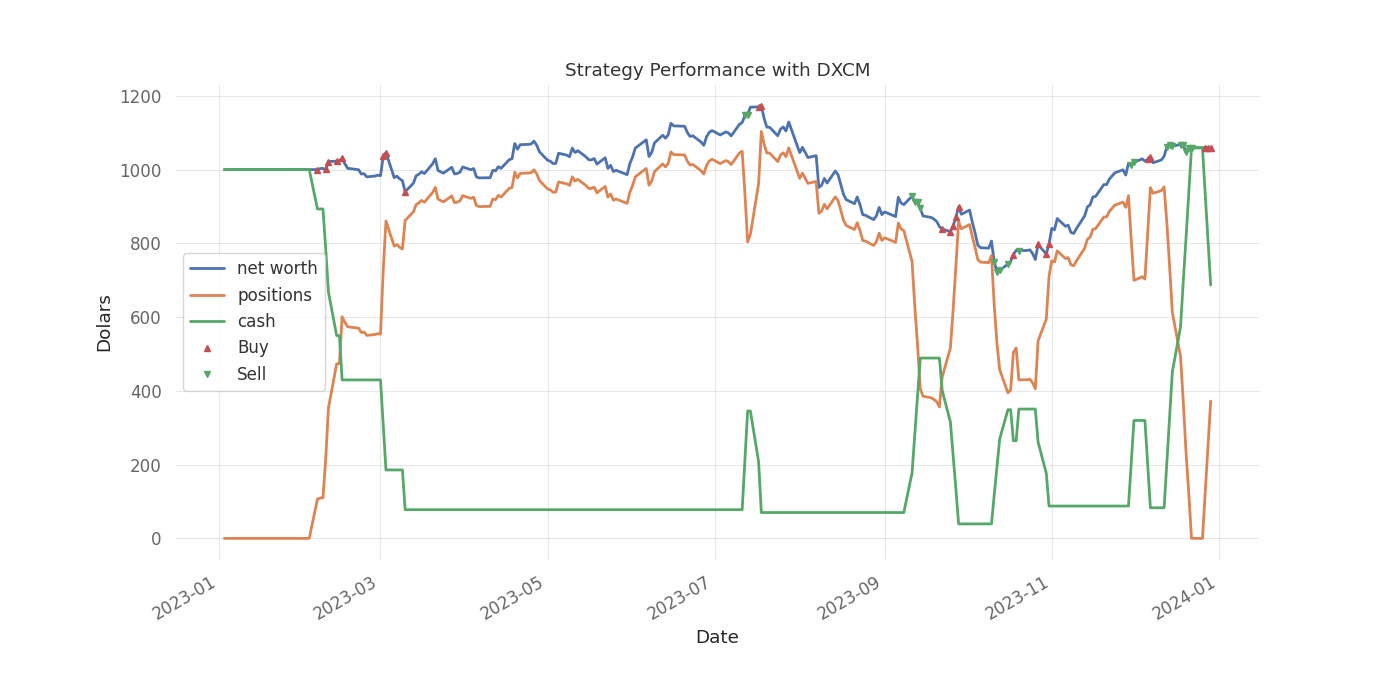 Strategy Performance with DXCM
1200
1000
800
600
400
200
0
Dolars
net worth
positions
cash
Buy
Sell
2023-01
2023-03
2023-05
2023-07
2023-09
2023-11
2024-01
Date